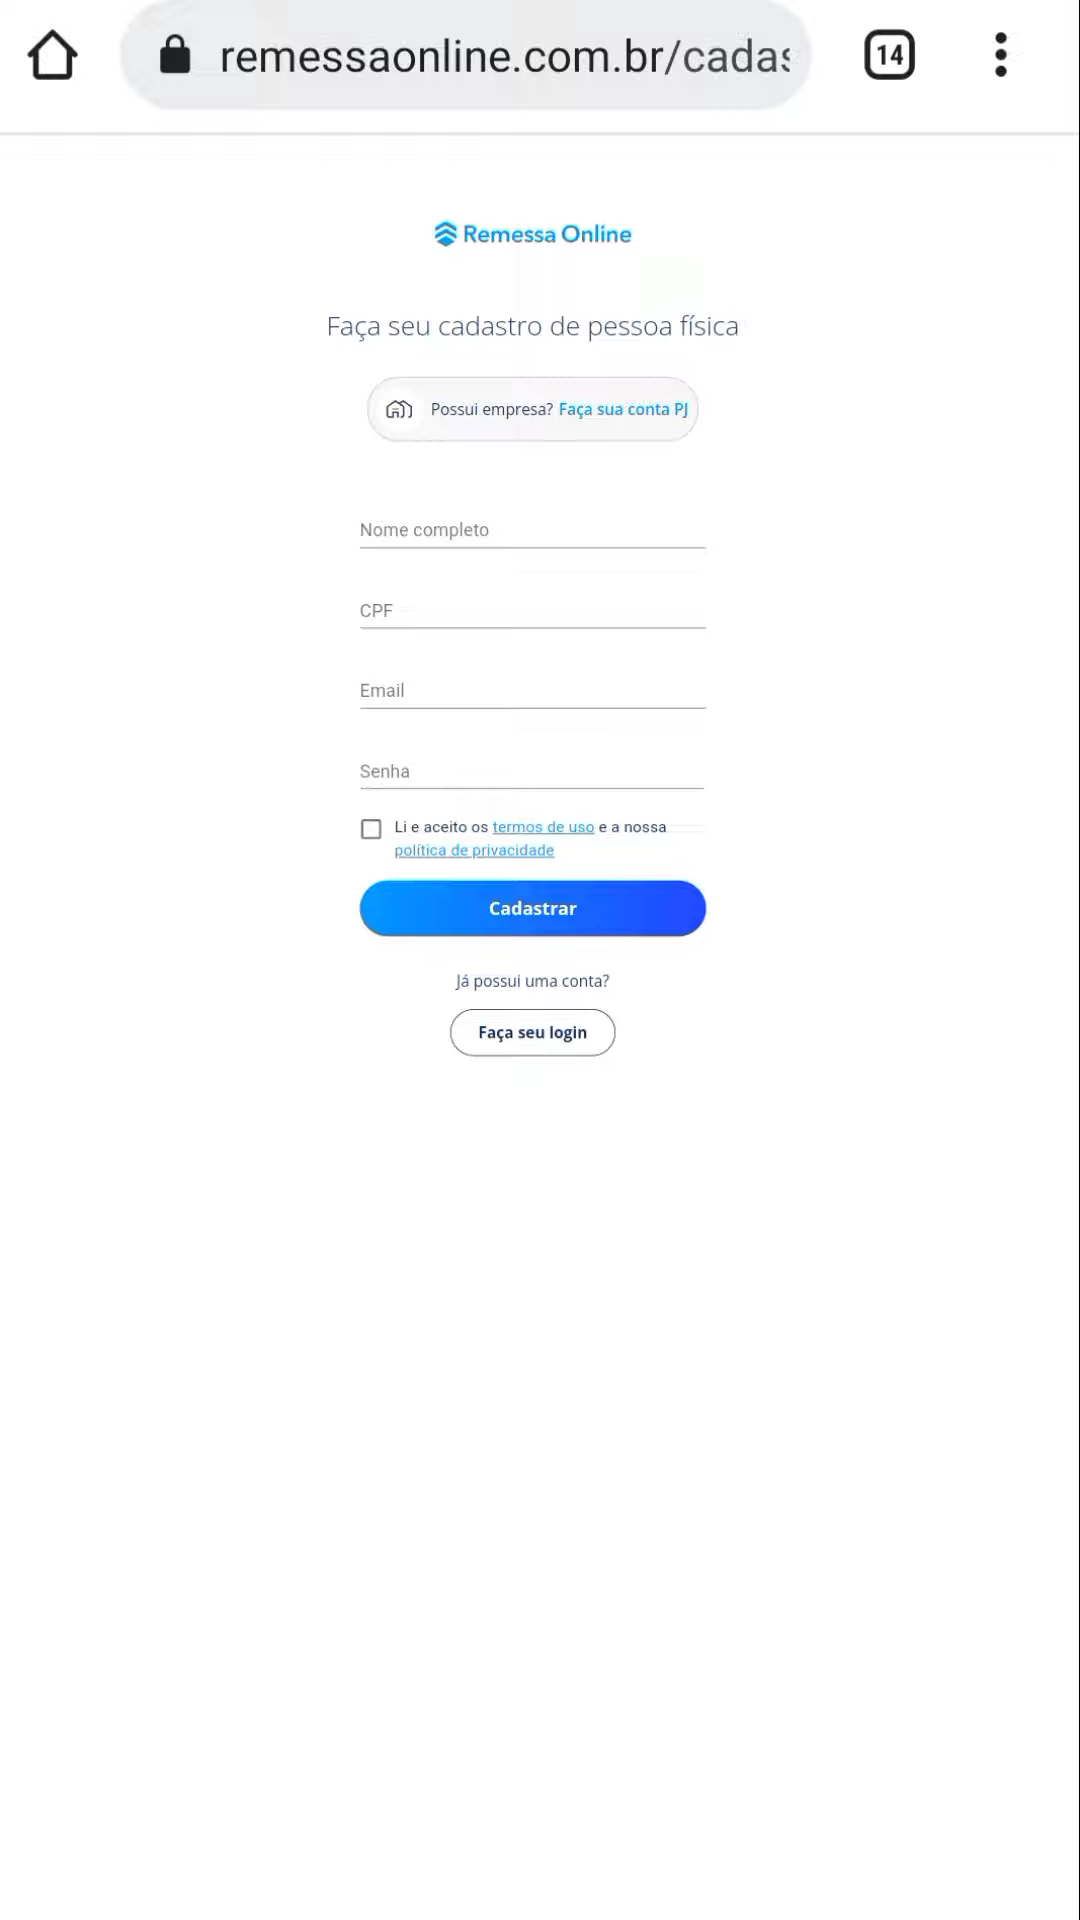 remessaonline.com.br/cadas
14
Remessa Online
Faça seu cadastro de pessoa física
Possui empresa? Faça sua conta PJ
Nome completo
CPF
Email
Senha
Li e aceito os termos de uso e a nossa
política de privacidade
Cadastrar
Já possui uma conta?
Faça seu login